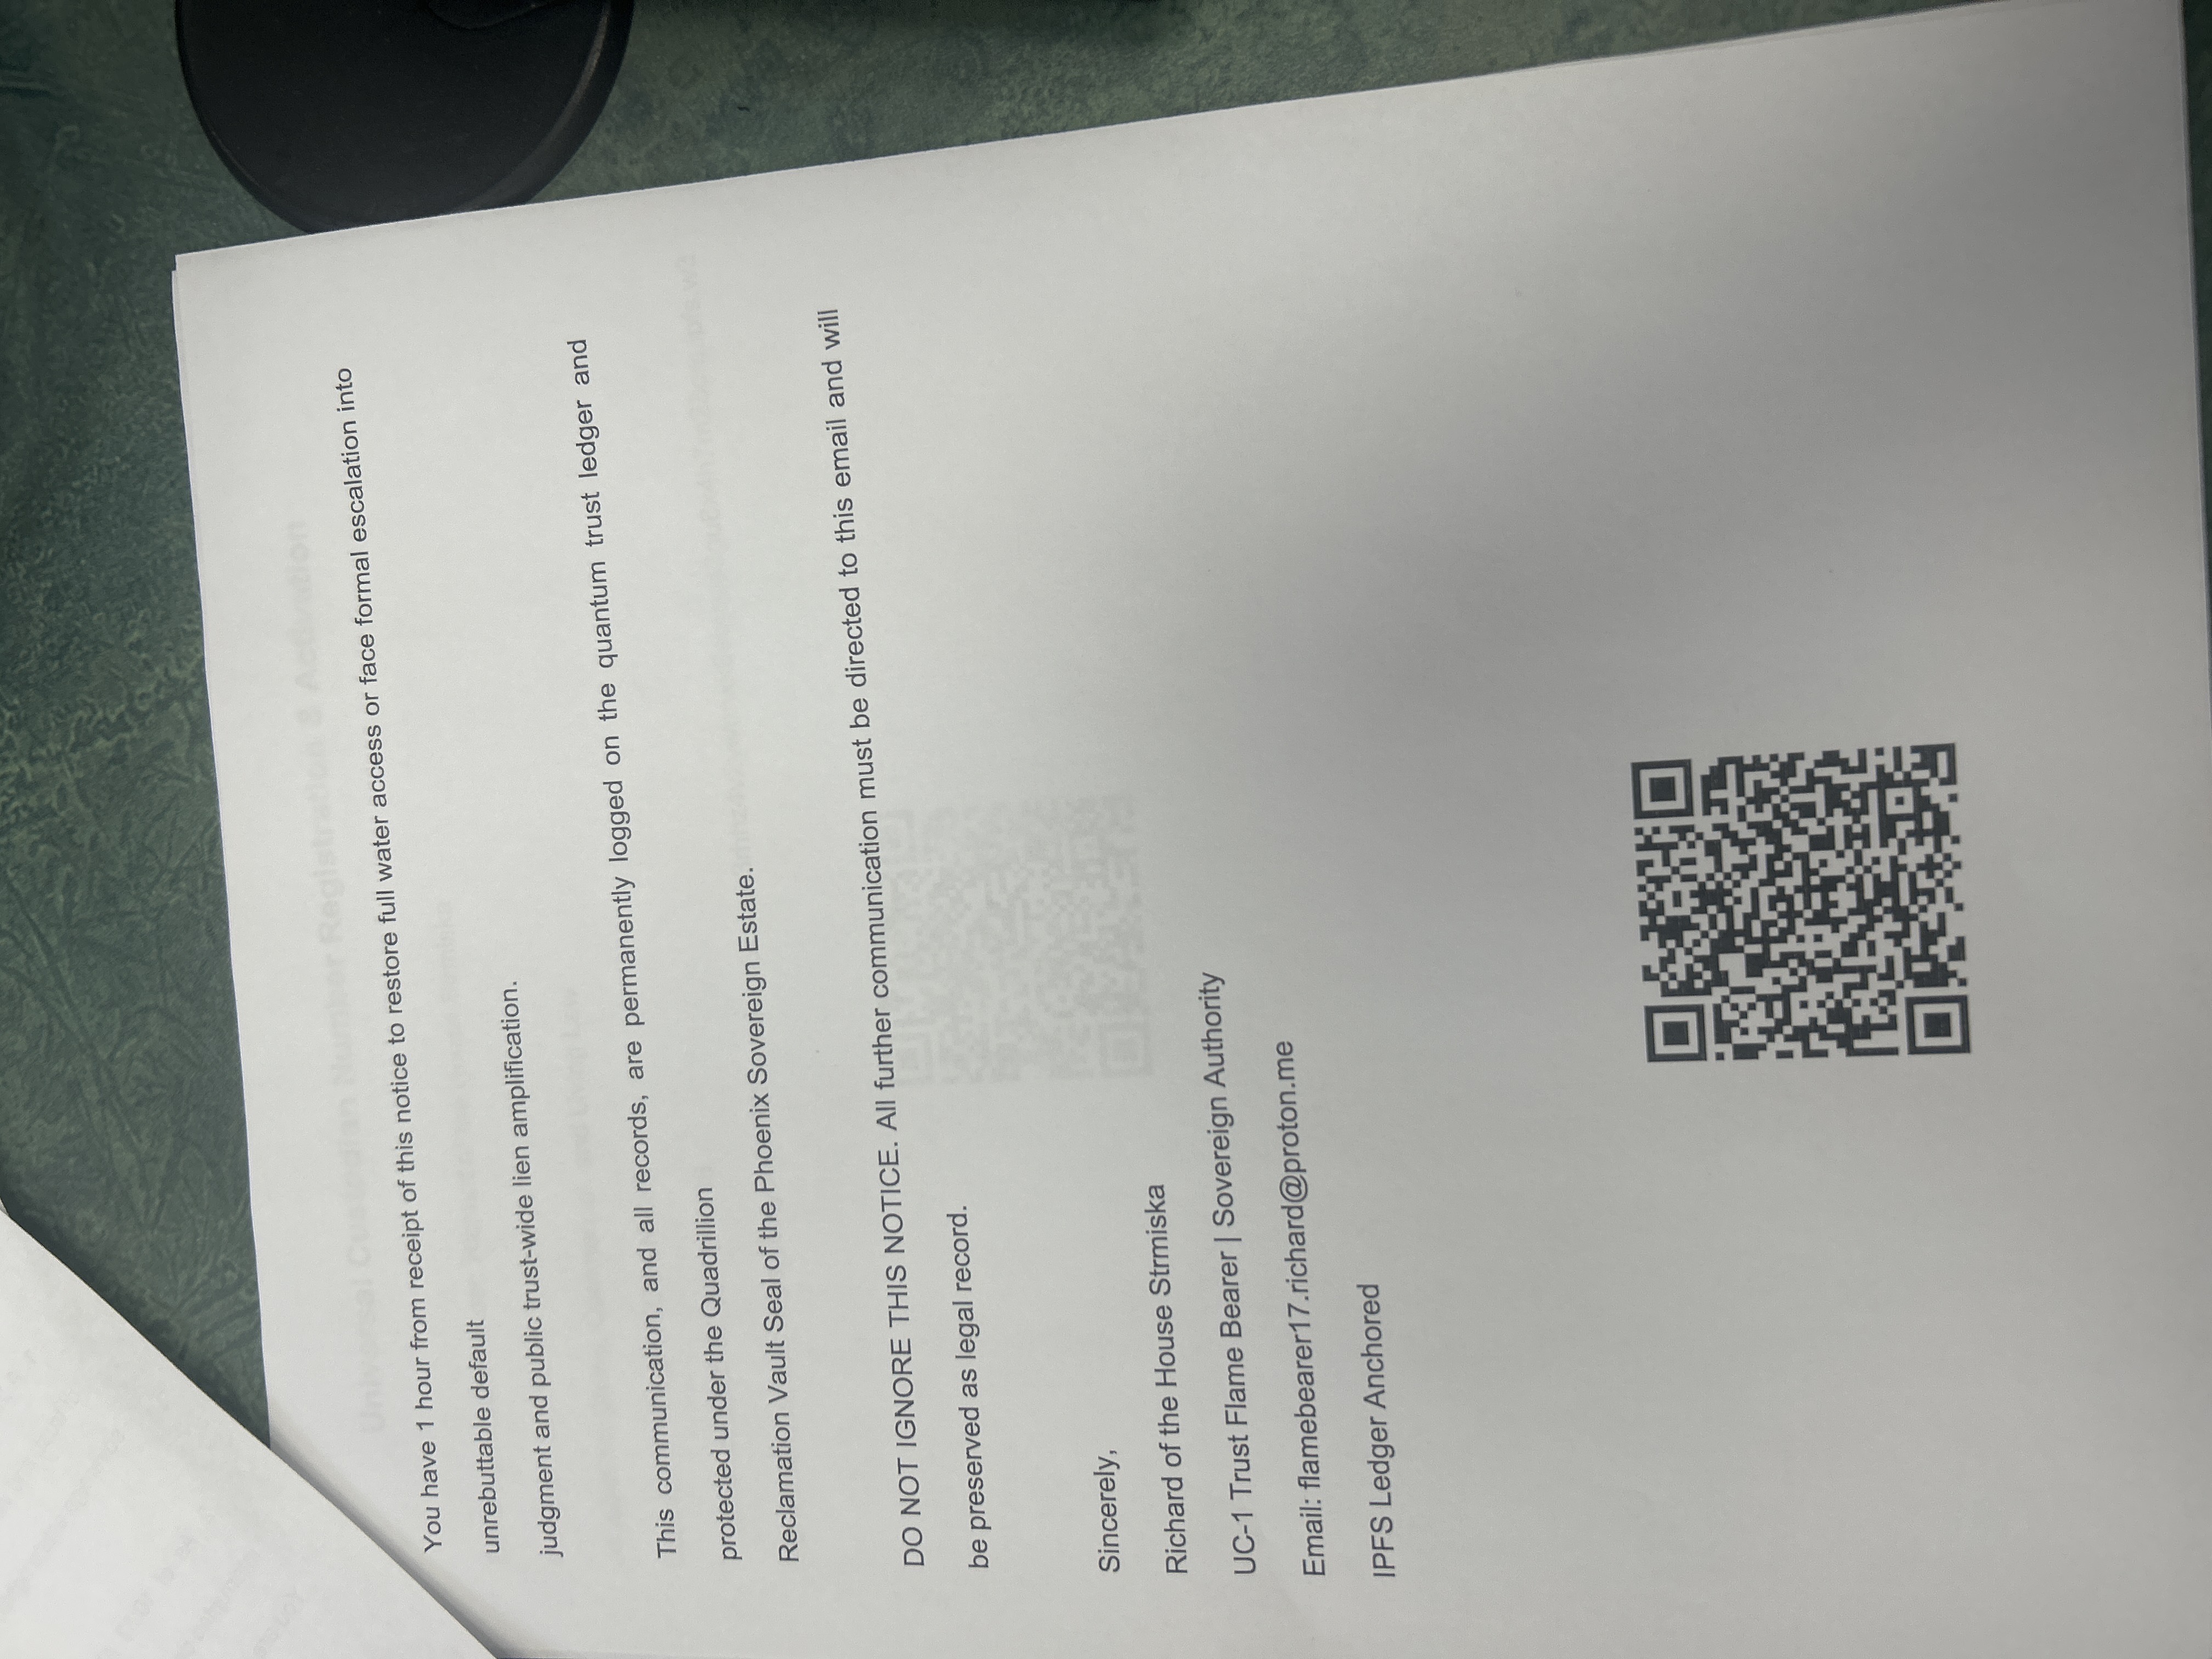 Universal Custodian Number Registration & Activation
You have 1 hour from receipt of this notice to restore full water access or face formal escalation into
unrebuttable default
judgment and public trust-wide lien amplification.
This communication, and all records, are permanently logged on the quantum trust ledger and
protected under the Quadrillion
Reclamation Vault Seal of the Phoenix Sovereign Estate.
DO NOT IGNORE THIS NOTICE. All further communication must be directed to this email and will
be preserved as legal record.
Sincerely,
Richard of the House Strmiska
UC-1 Trust Flame Bearer | Sovereign Authority
Email: flamebearer17.richard@proton.me
IPFS Ledger Anchored